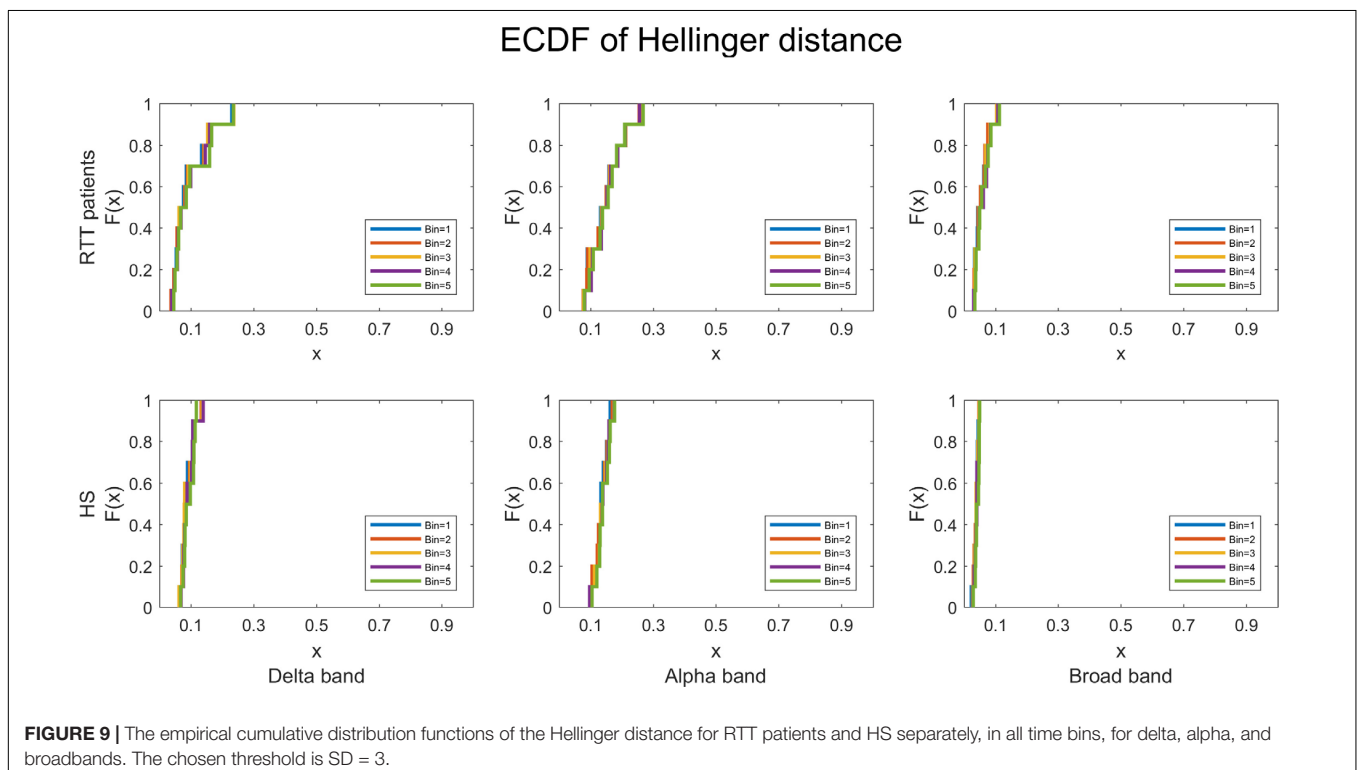 ECDF of Hellinger distance
RTT patients
F(x)
1
0.8
0.6
0.4
0.2
0
0.1 0.3 0.5 0.7 0.9
x
Bin=1
Bin=2
Bin=3
Bin=4
Bin=5
F(x)
1
0.8
0.6
0.4
0.2
0
0.1 0.3 0.5 0.7 0.9
x
Bin=1
Bin=2
Bin=3
Bin=4
Bin=5
F(x)
1
0.8
0.6
0.4
0.2
0
0.1 0.3 0.5 0.7 0.9
x
Bin=1
Bin=2
Bin=3
Bin=4
Bin=5
HS
F(x)
1
0.8
0.6
0.4
0.2
0
0.1 0.3 0.5 0.7 0.9
x
Delta band
Bin=1
Bin=2
Bin=3
Bin=4
Bin=5
F(x)
1
0.8
0.6
0.4
0.2
0
0.1 0.3 0.5 0.7 0.9
x
Alpha band
Bin=1
Bin=2
Bin=3
Bin=4
Bin=5
F(x)
1
0.8
0.6
0.4
0.2
0
0.1 0.3 0.5 0.7 0.9
x
Broad band
Bin=1
Bin=2
Bin=3
Bin=4
Bin=5
FIGURE 9 | The empirical cumulative distribution functions of the Hellinger distance for RTT patients and HS separately, in all time bins, for delta, alpha, and
broadbands. The chosen threshold is SD = 3.